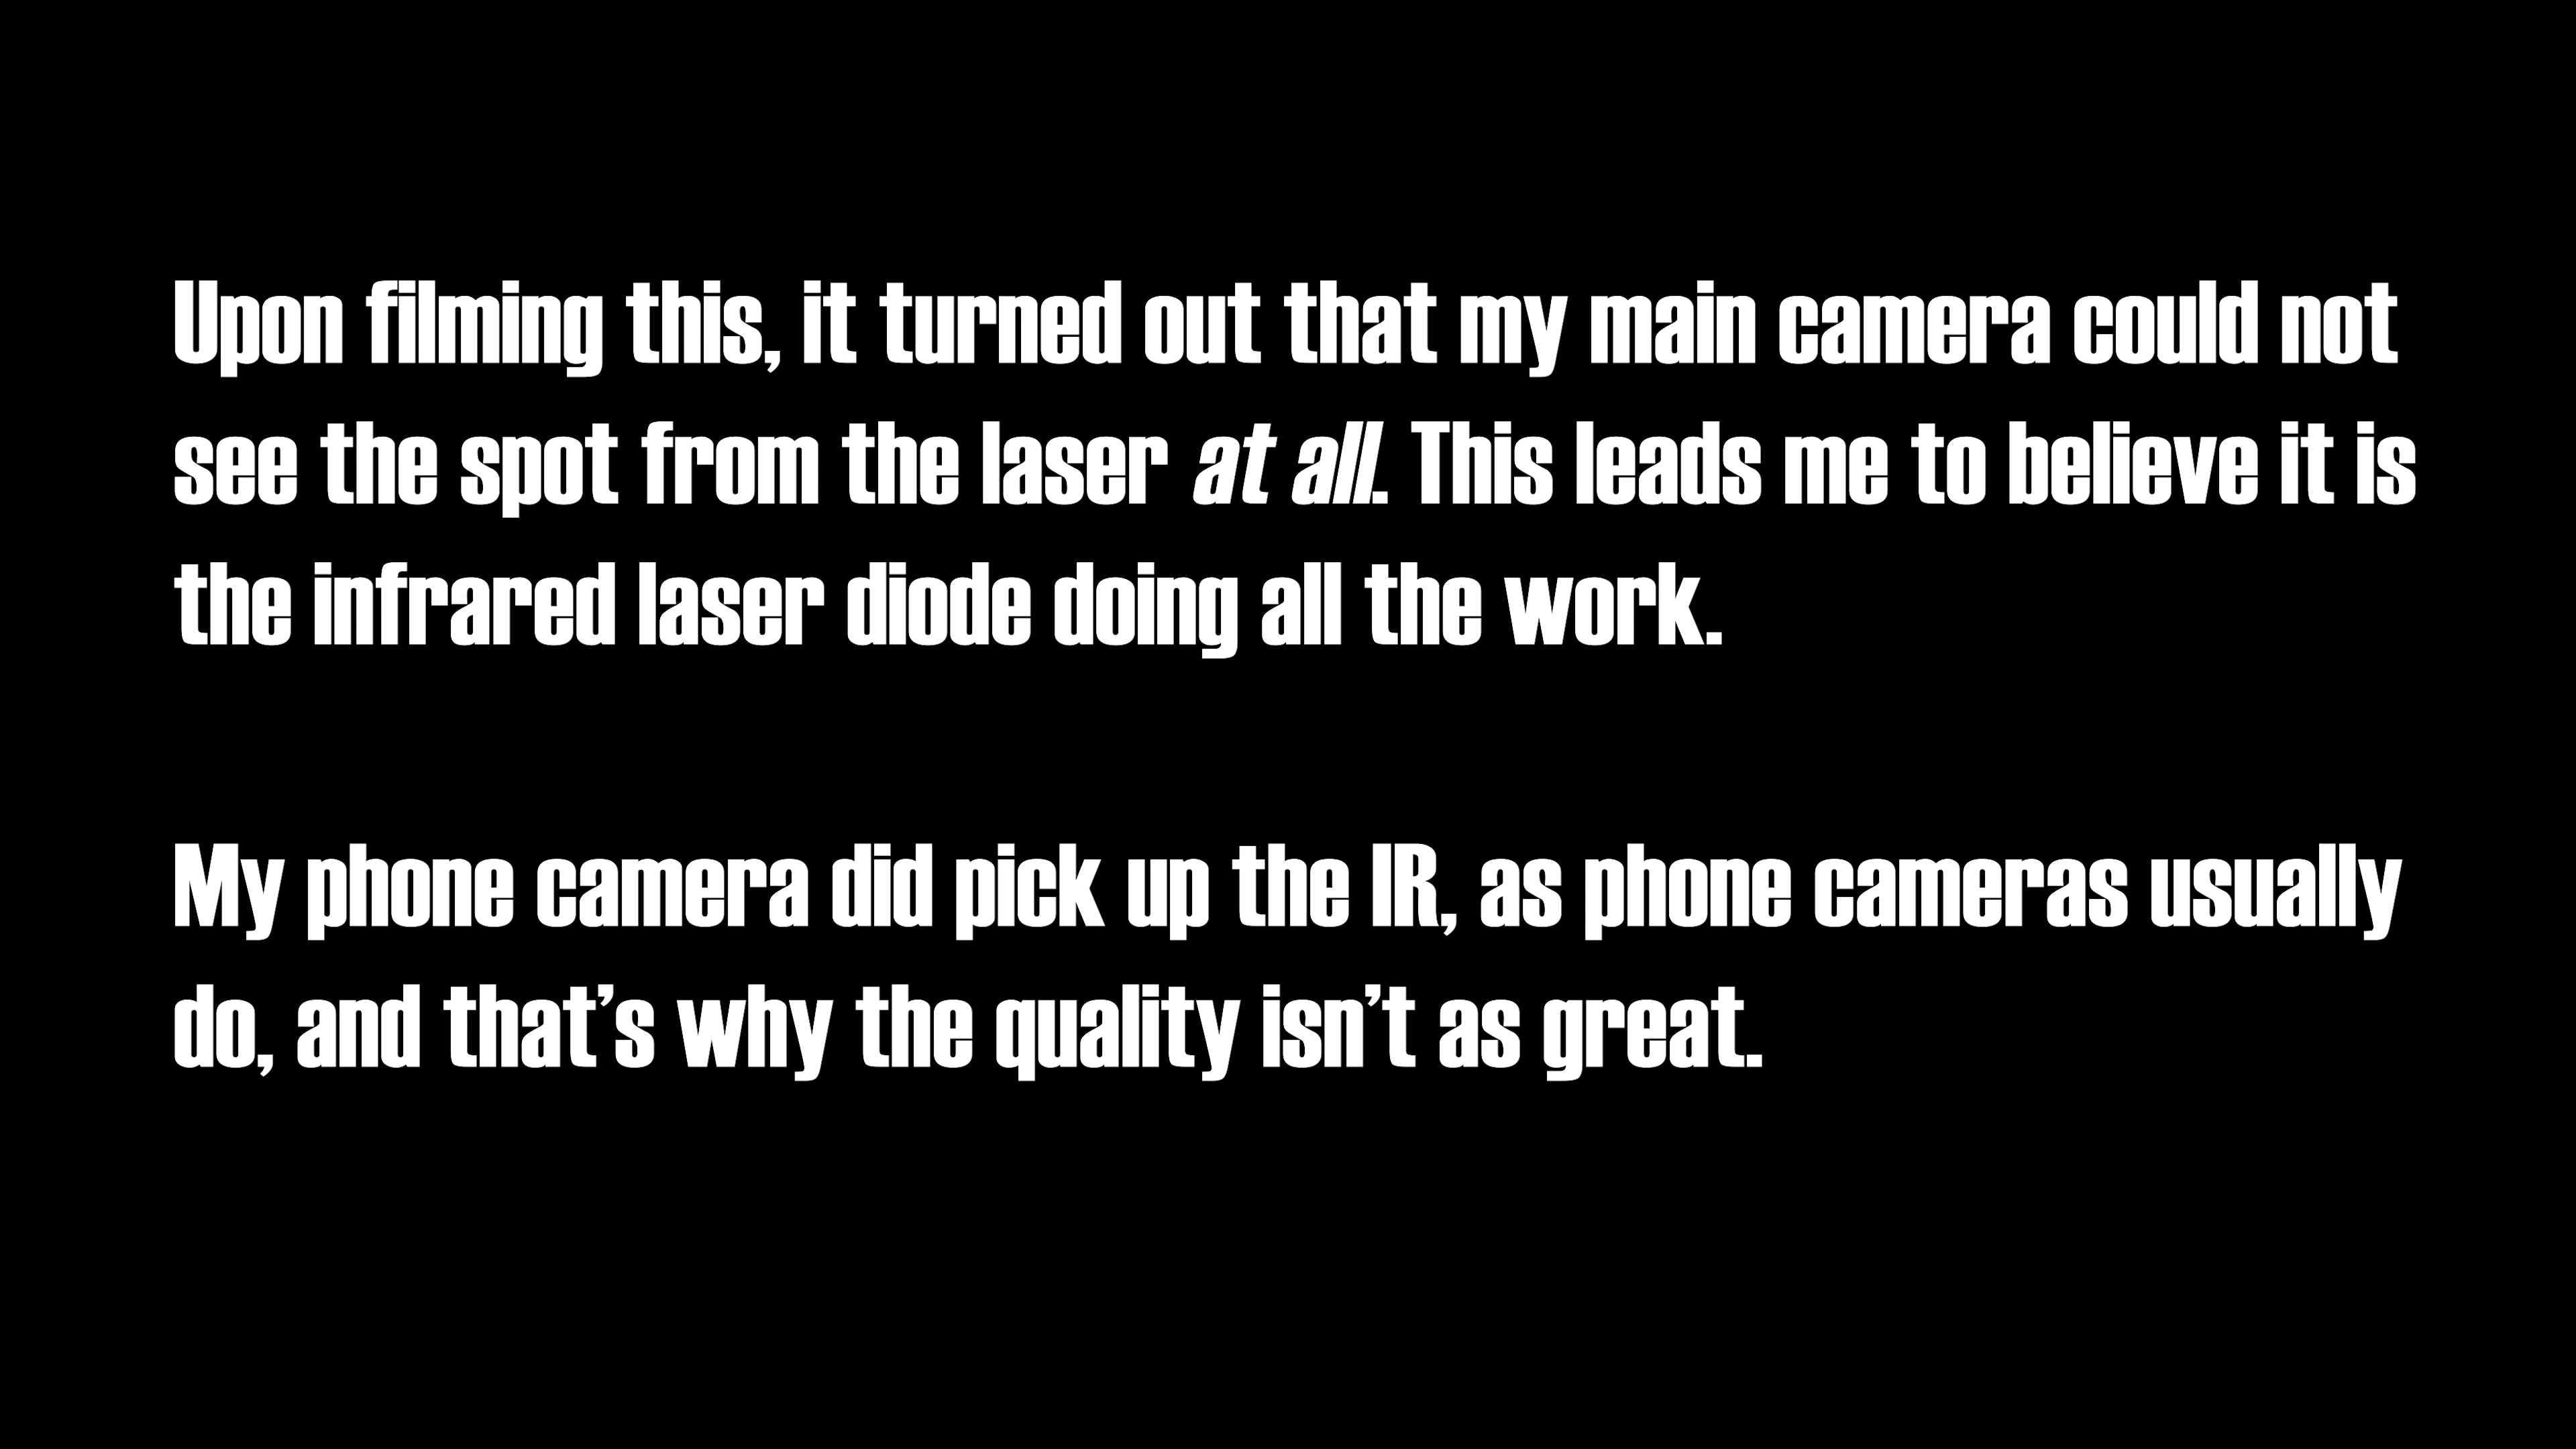 Upon filming this, it turned out that my main camera could not
see the spot from the laser at all. This leads me to believe it is
the infrared laser diode doing all the work.
My phone camera did pick up the IR, as phone cameras usually
do, and that’s why the quality isn’t as great.